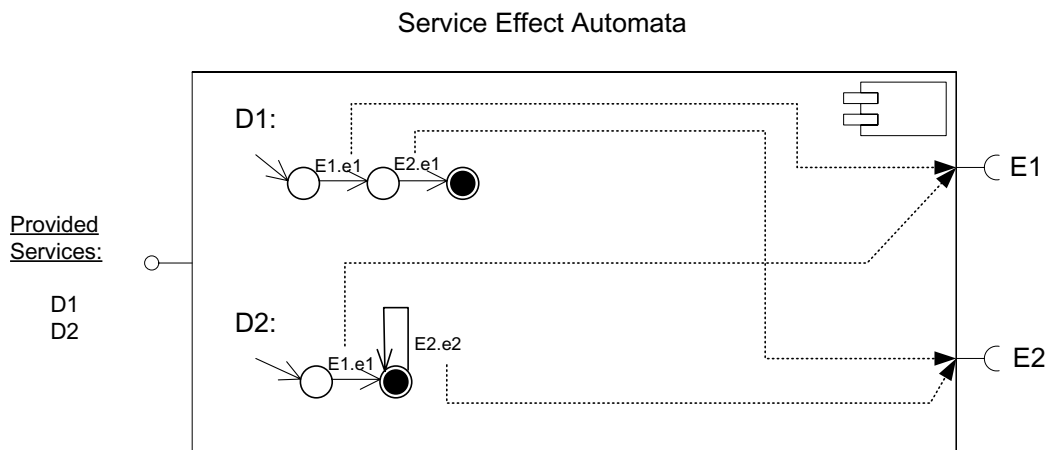 Service Effect Automata
D1:
E1.e1
E2.e1
E1
Provided
Services:
D1
D2
D2:
E1.e1
E2.e2
E2